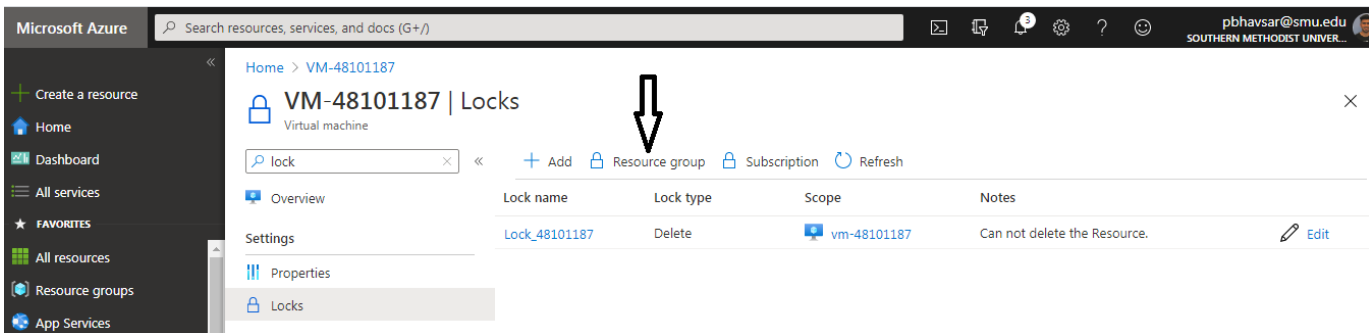 Microsoft Azure
Search resources, services, and docs (G+/)
3
pbhavsar@smu.edu
SOUTHERN METHODIST UNIVER...
«
Create a resource
Home
Dashboard
All services
FAVORITES
All resources
Resource groups
App Services
Home > VM-48101187
VM-48101187 | Locks
Virtual machine
lock
«
Overview
Settings
Properties
Locks
Add Resource group Subscription Refresh
Lock name Lock type Scope Notes
Lock_48101187 Delete vm-48101187 Can not delete the Resource. Edit